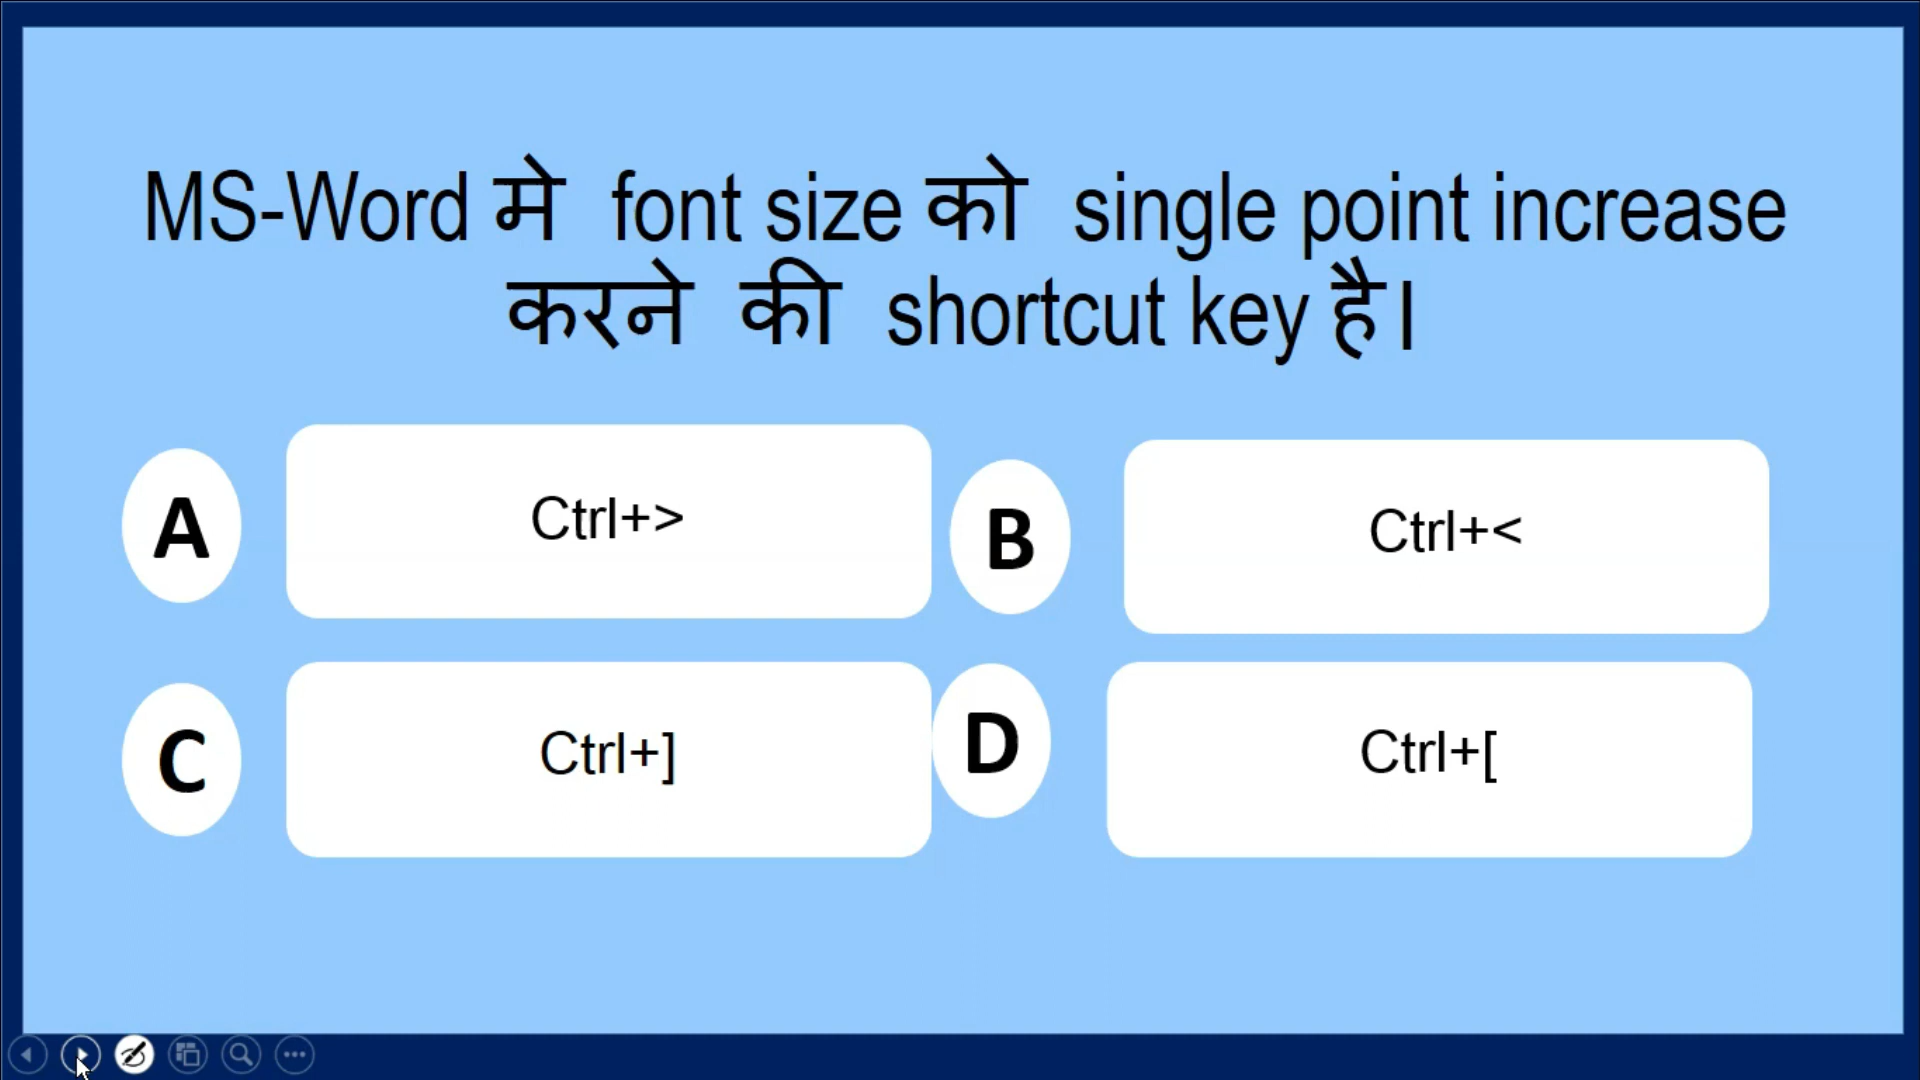 MS-Word मे font size को single point increase
करने की shortcut key है।
A
Ctrl+>
B
Ctrl+<
C
Ctrl+]
D
Ctrl+[